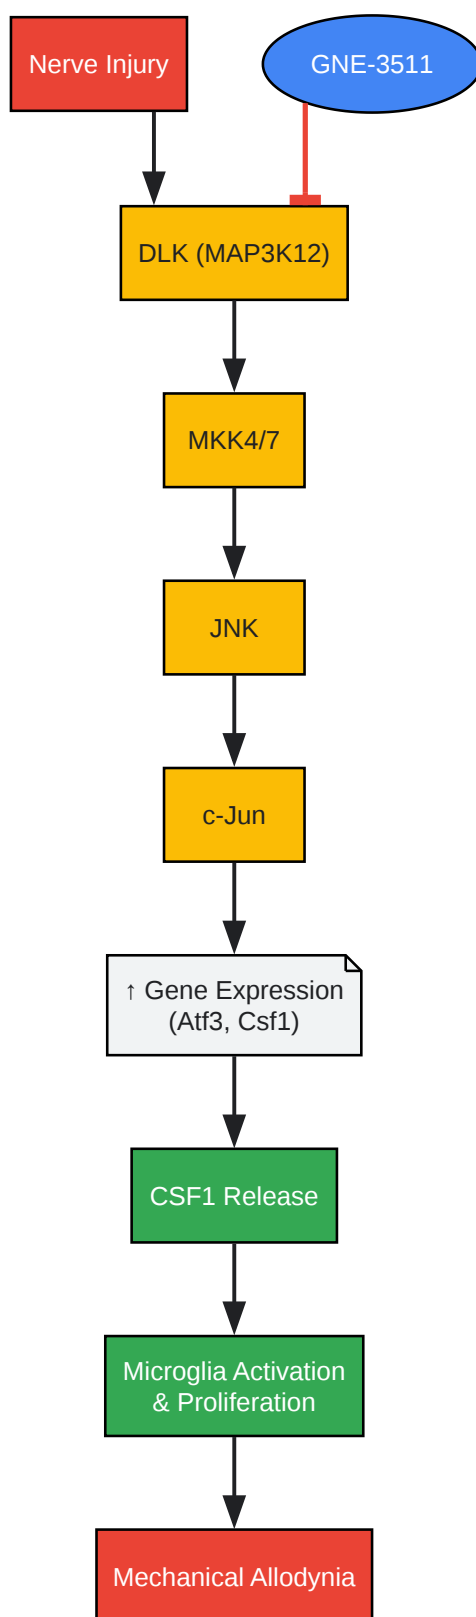 Nerve Injury
GNE-3511
DLK (MAP3K12)
MKK4/7
JNK
c-Jun
↑ Gene Expression
(Atf3, Csf1)
CSF1 Release
Microglia Activation
& Proliferation
Mechanical Allodynia